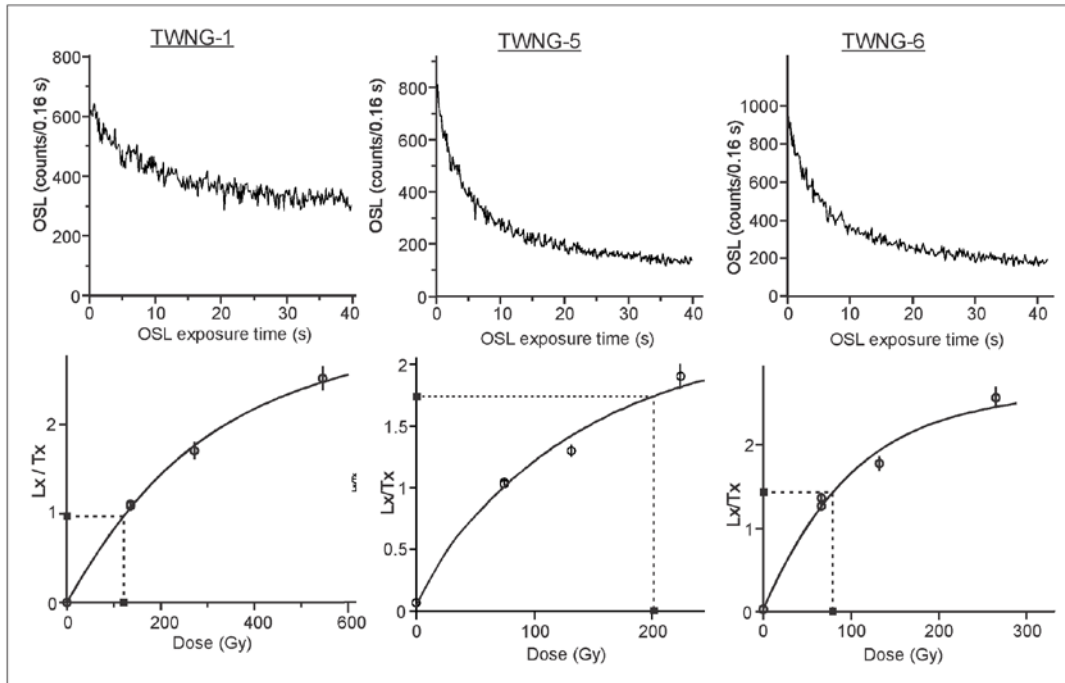 TWNG-1
TWNG-5
TWNG-6
OSL (counts/0.16 s)
800
600
400
200
0
0 10 20 30 40
OSL exposure time (s)
OSL (counts/0.16 s)
800
600
400
200
0
0 10 20 30 40
OSL exposure time (s)
OSL (counts/0.16 s)
1000
800
600
400
200
0
0 10 20 30 40
OSL exposure time (s)
Lx / Tx
2
1
0
0 200 400 600
Dose (Gy)
Lx/Tx
2
1.5
1
0.5
0
0 100 200
Dose (Gy)
Lx/Tx
2
1
0
0 100 200 300
Dose (Gy)